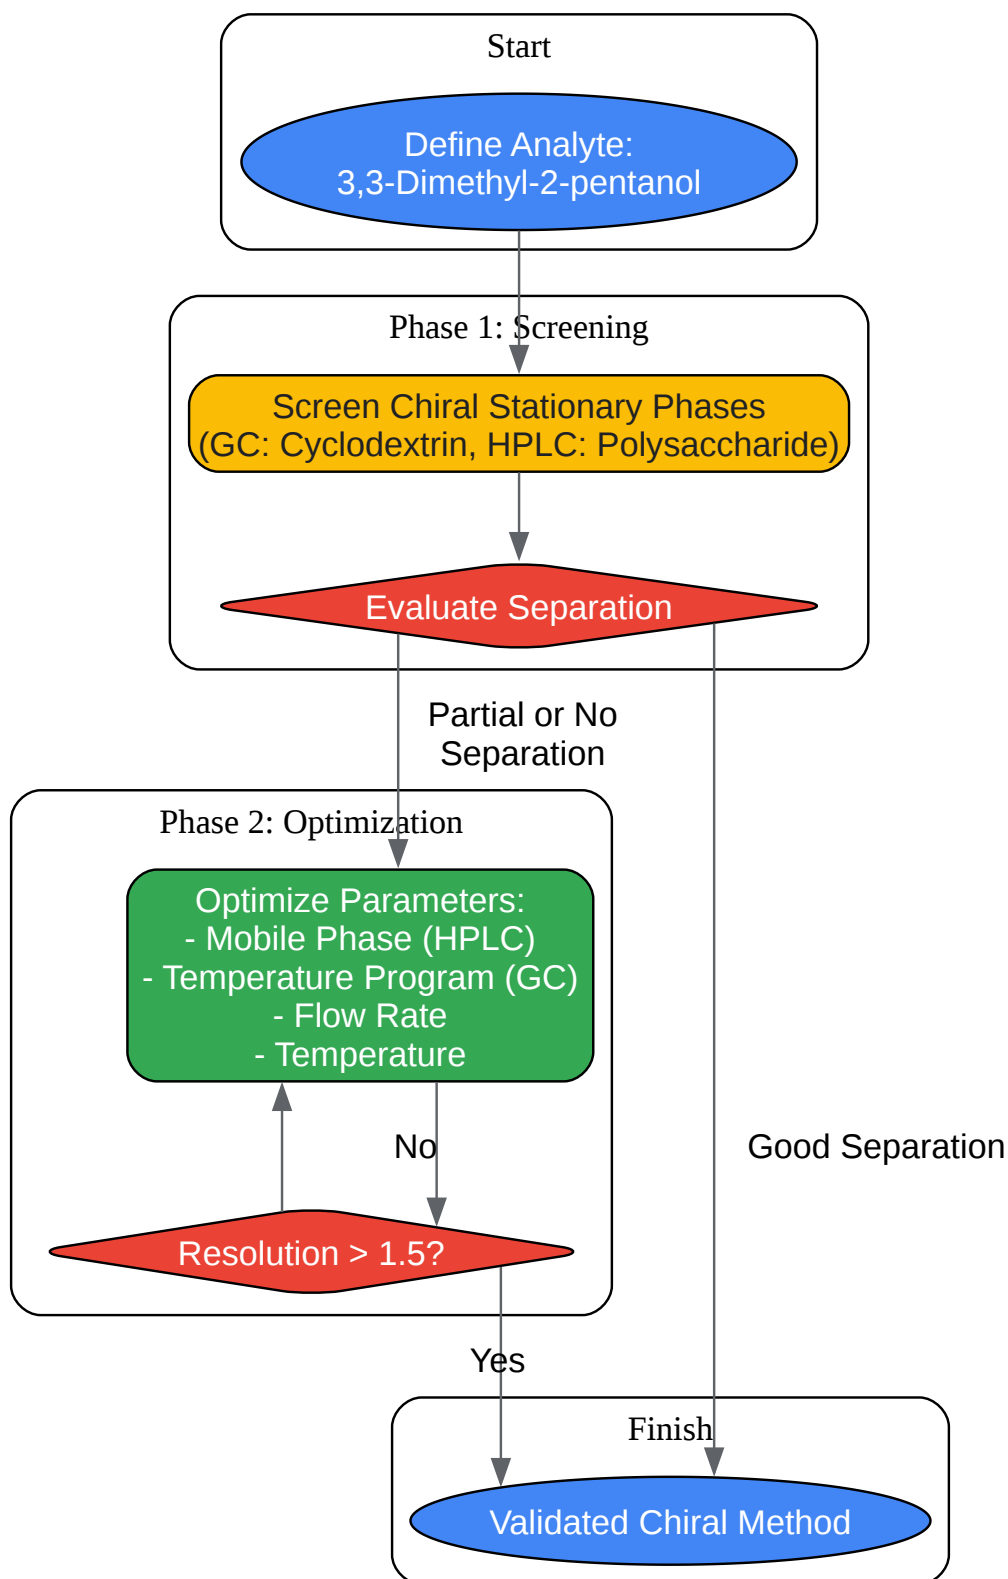 Start
Define Analyte:
3,3-Dimethyl-2-pentanol
Phase 1: Screening
Screen Chiral Stationary Phases
(GC: Cyclodextrin, HPLC: Polysaccharide)
Evaluate Separation
Partial or No
Separation
Phase 2: Optimization
Optimize Parameters:
- Mobile Phase (HPLC)
- Temperature Program (GC)
- Flow Rate
- Temperature
No
Good Separation
Resolution > 1.5?
Yes
Finish
Validated Chiral Method